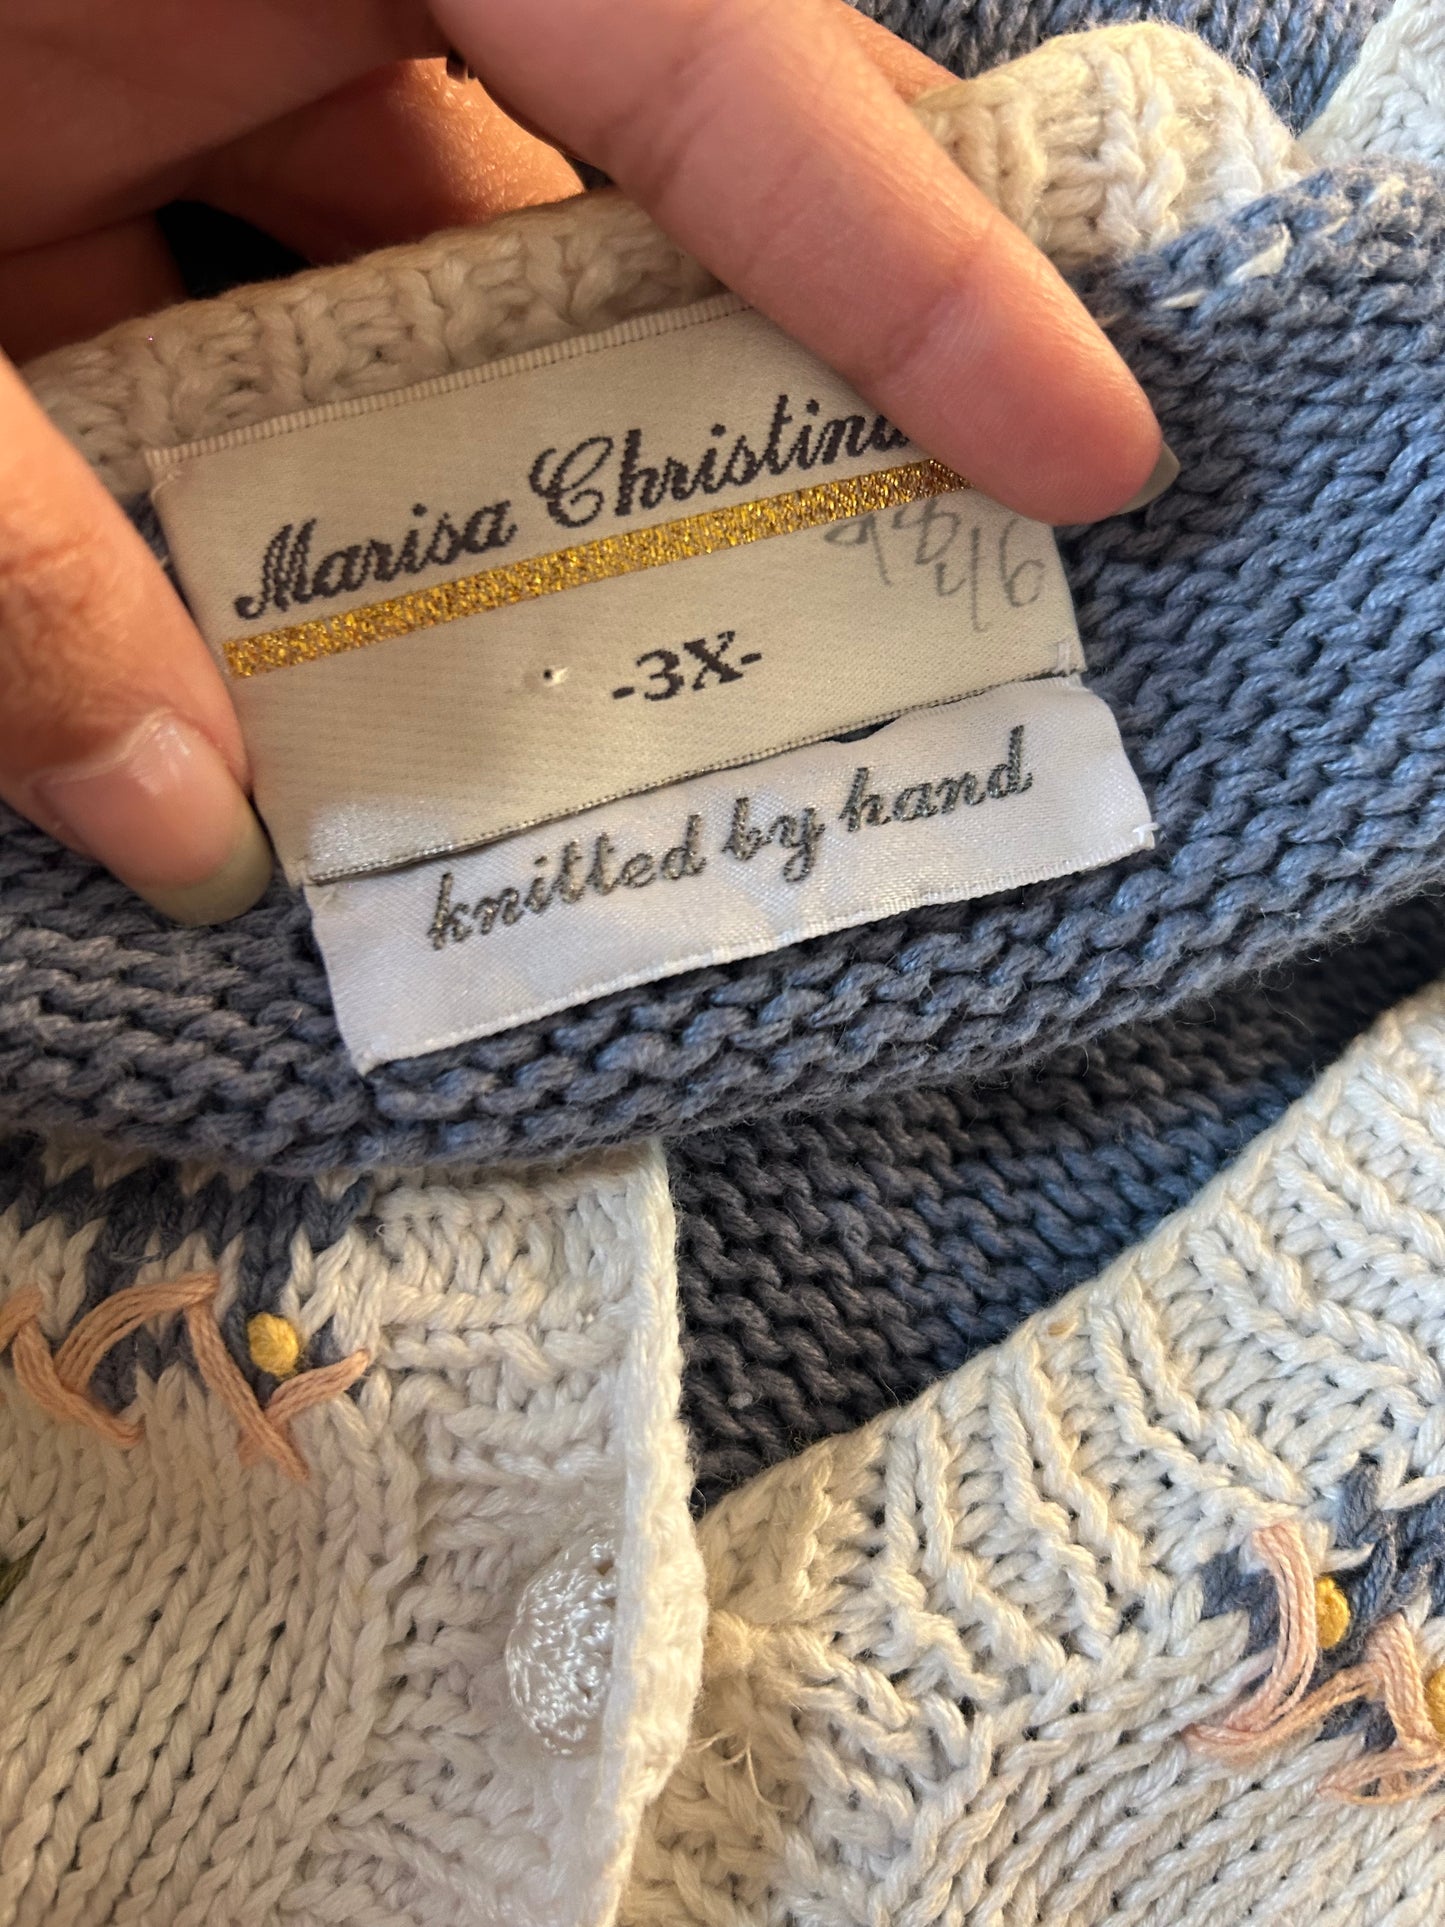 Marisa Christina
-3X-
knitted by hand